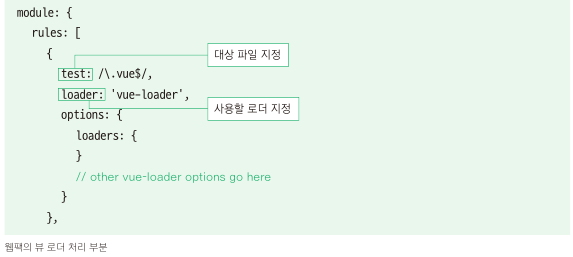 module: {
rules: [
{
대상 파일 지정
test: /\.vue$/,
loader: 'vue-loader',
사용할 로더 지정
options: {
loaders: {
}
// other vue-loader options go here
}
},
웹팩의 뷰 로더 처리 부분